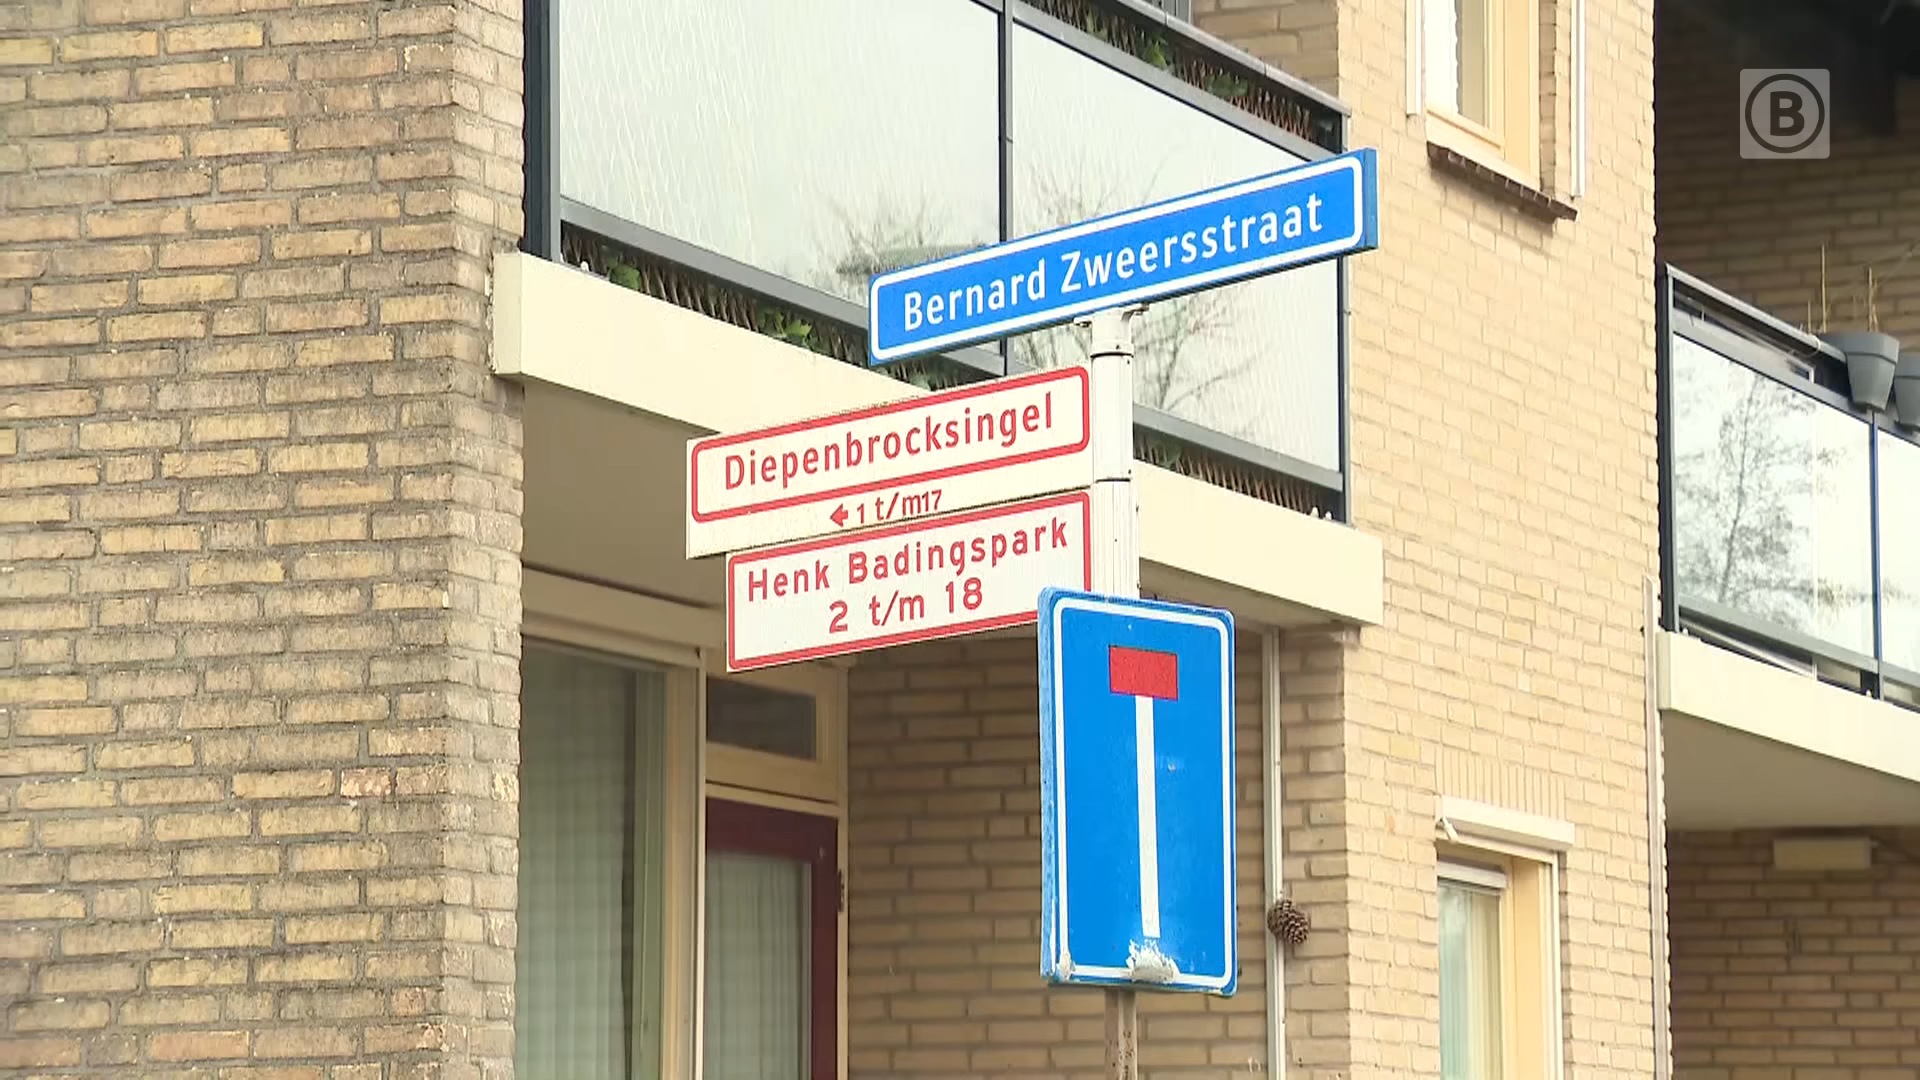 B
Bernard Zweersstraat
Diepenbrocksingel
← 1 t/m17
Henk Badingspark
2 t/m 18